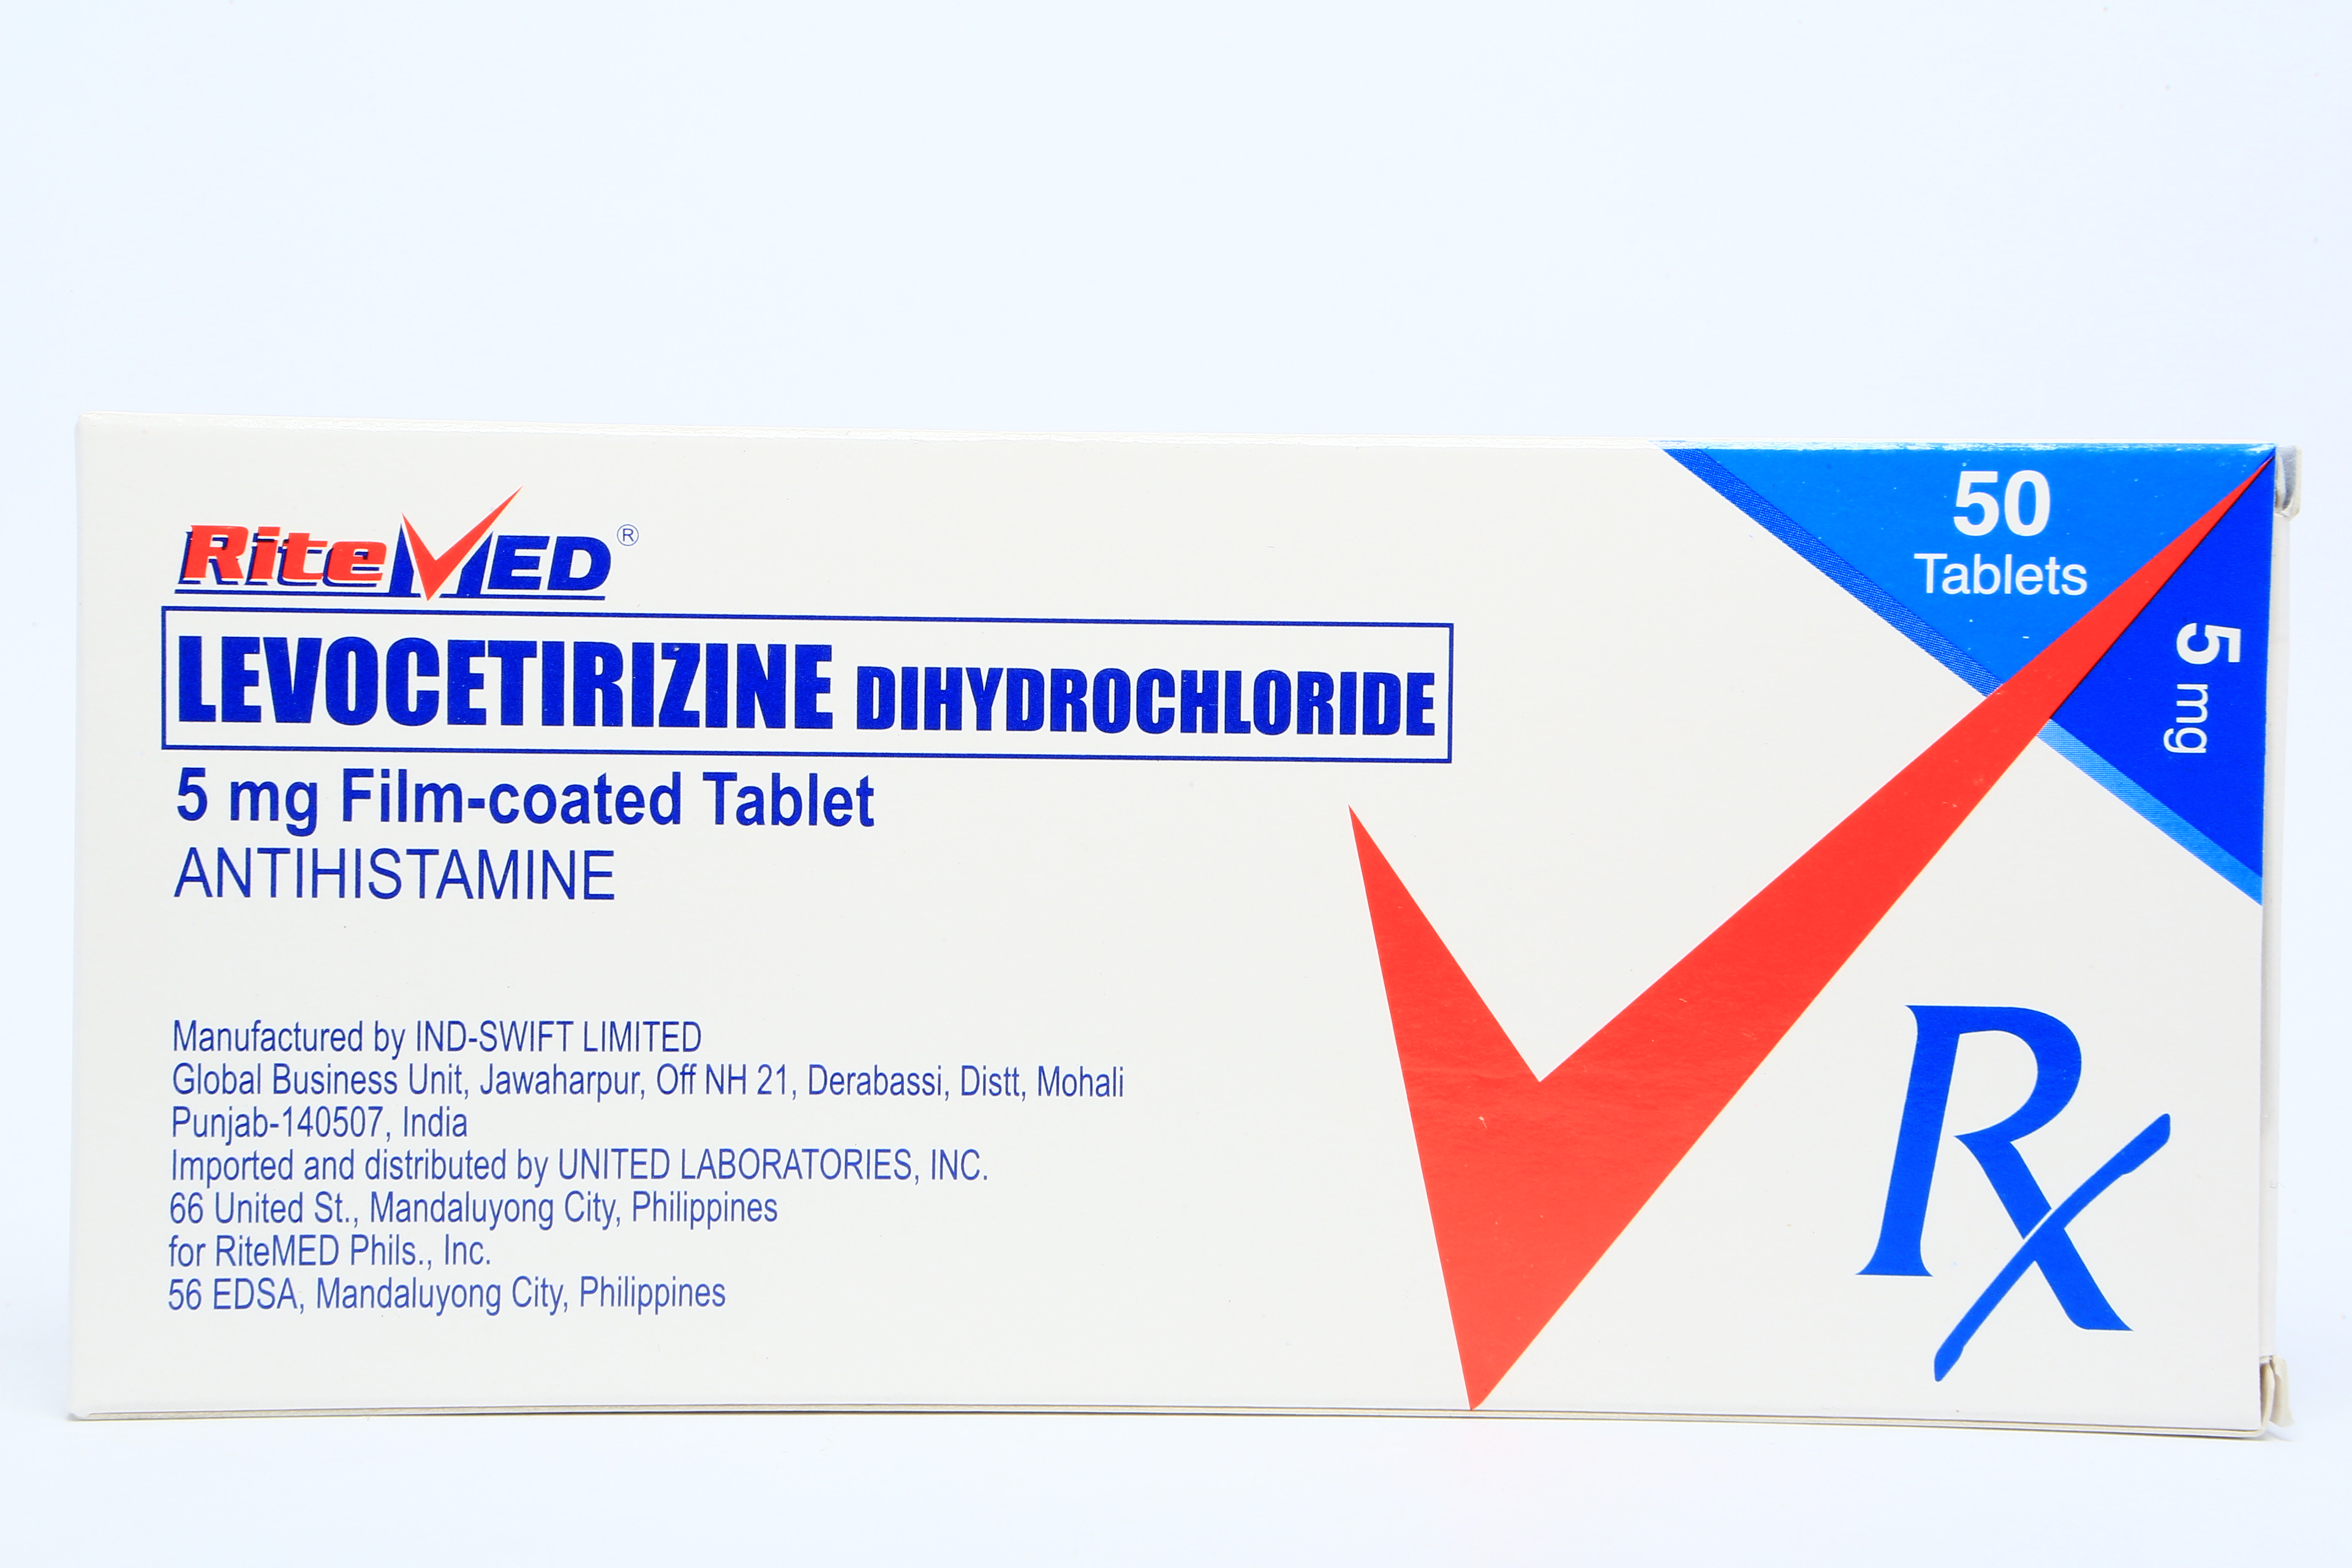 RiteMED®
LEVOCETIRIZINE DIHYDROCHLORIDE
5 mg Film-coated Tablet
ANTIHISTAMINE
Manufactured by IND-SWIFT LIMITED
Global Business Unit, Jawaharpur, Off NH 21, Derabassi, Distt, Mohali
Punjab-140507, India
Imported and distributed by UNITED LABORATORIES, INC.
66 United St., Mandaluyong City, Philippines
for RiteMED Phils., Inc.
56 EDSA, Mandaluyong City, Philippines
50
Tablets
5 mg
Rx